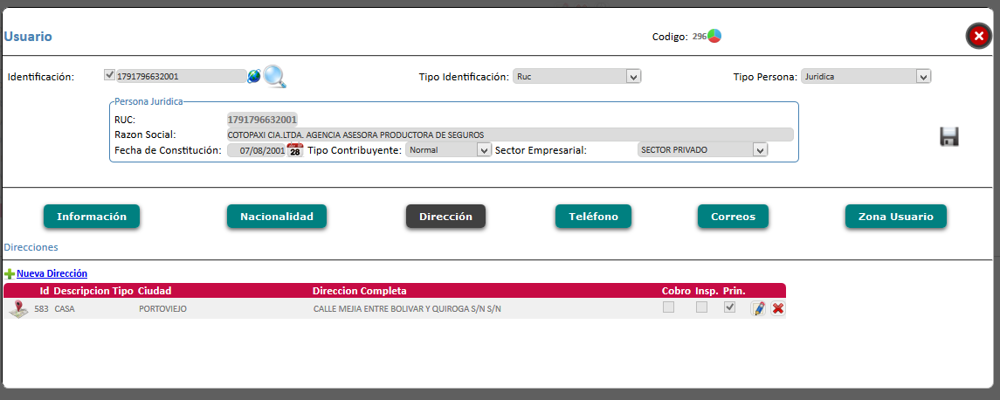 Usuario Codigo: 296
Identificación: 1791796632001 Tipo Identificación: Ruc Tipo Persona: Juridica
Persona Juridica
RUC: 1791796632001
Razon Social: COTOPAXI CIA.LTDA. AGENCIA ASESORA PRODUCTORA DE SEGUROS
Fecha de Constitución: 07/08/2001 28 Tipo Contribuyente: Normal Sector Empresarial: SECTOR PRIVADO
Información Nacionalidad Dirección Teléfono Correos Zona Usuario
Direcciones
Nueva Dirección
Id Descripcion Tipo Ciudad Direccion Completa Cobro Insp. Prin.
583 CASA PORTOVIEJO CALLE MEJIA ENTRE BOLIVAR Y QUIROGA S/N S/N